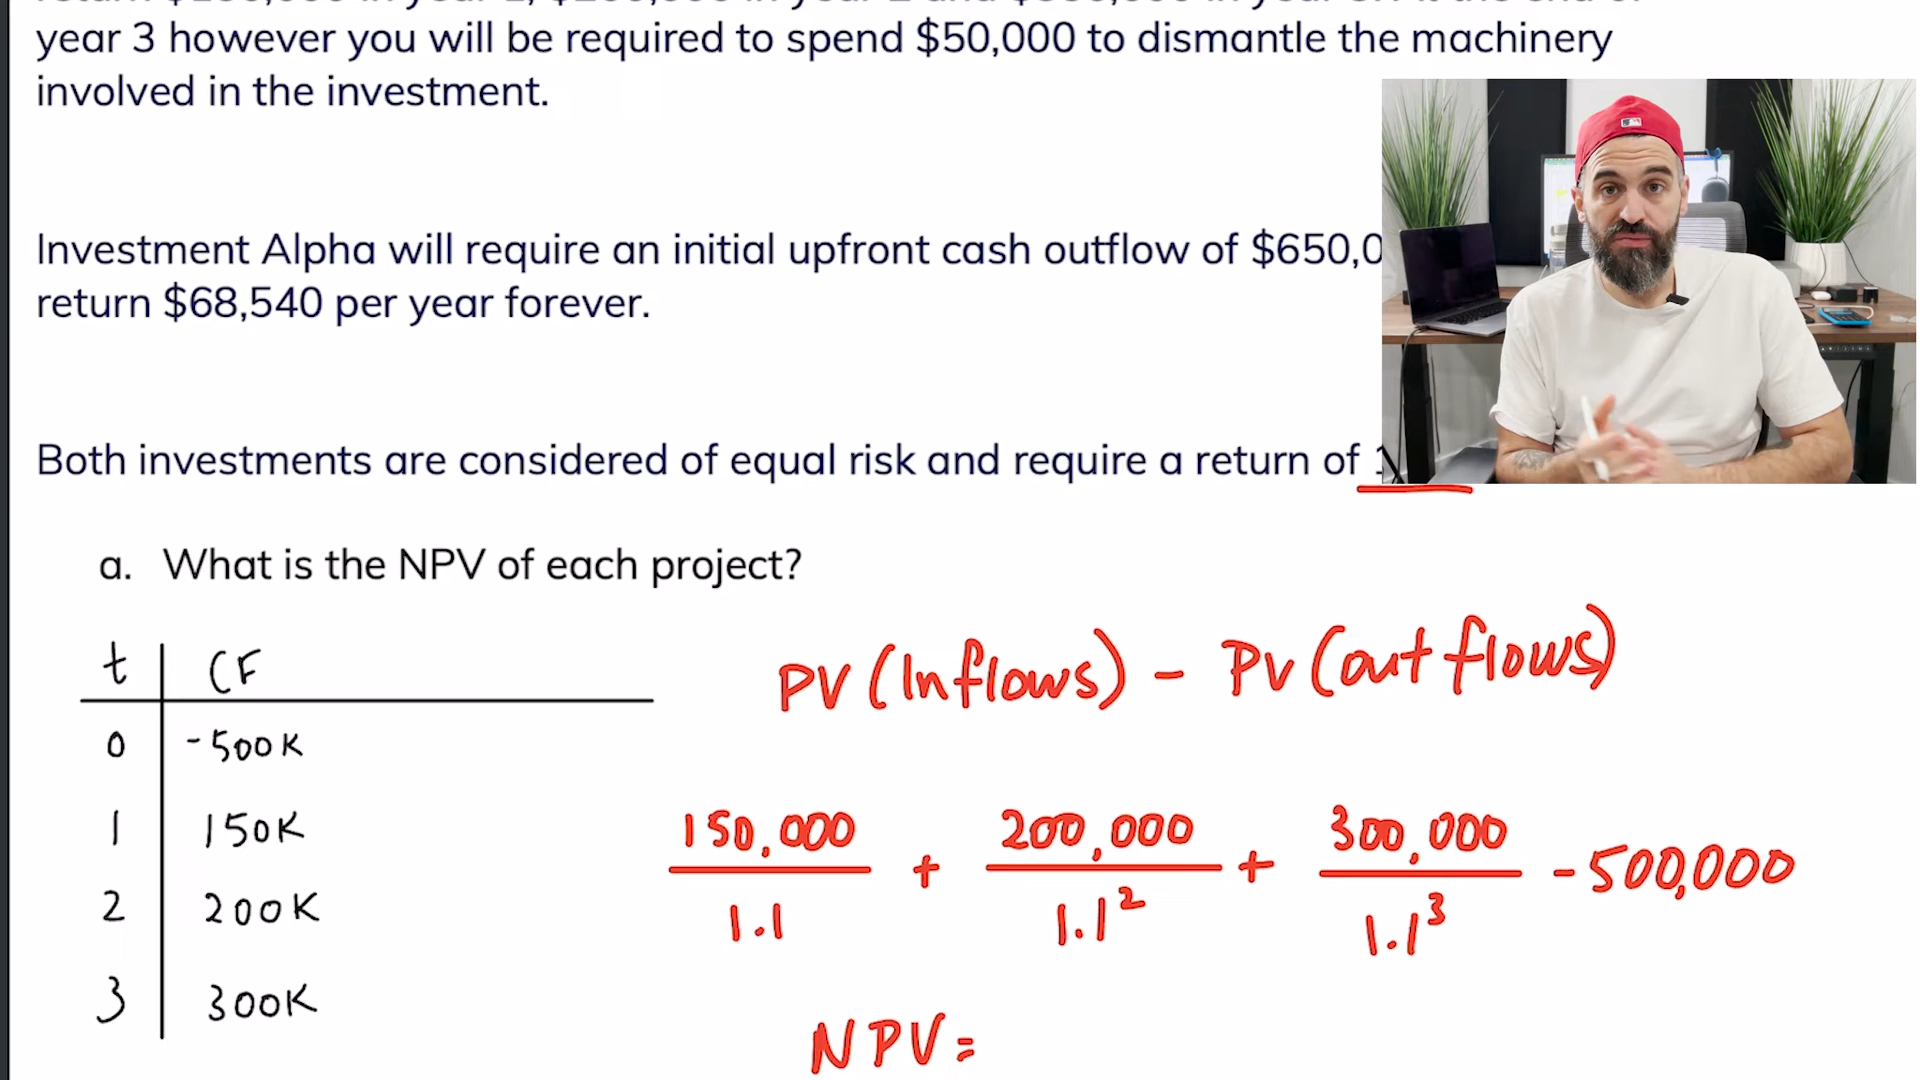 year 3 however you will be required to spend $50,000 to dismantle the machinery
involved in the investment.
Investment Alpha will require an initial upfront cash outflow of $650,0
return $68,540 per year forever.
Both investments are considered of equal risk and require a return of
a. What is the NPV of each project?
t CF
0 -500K
1 150K
2 200K
3 300K
PV (Inflows) - PV (outflows)
150,000 / 1.1 + 200,000 / 1.1² + 300,000 / 1.1³ - 500,000
NPV =